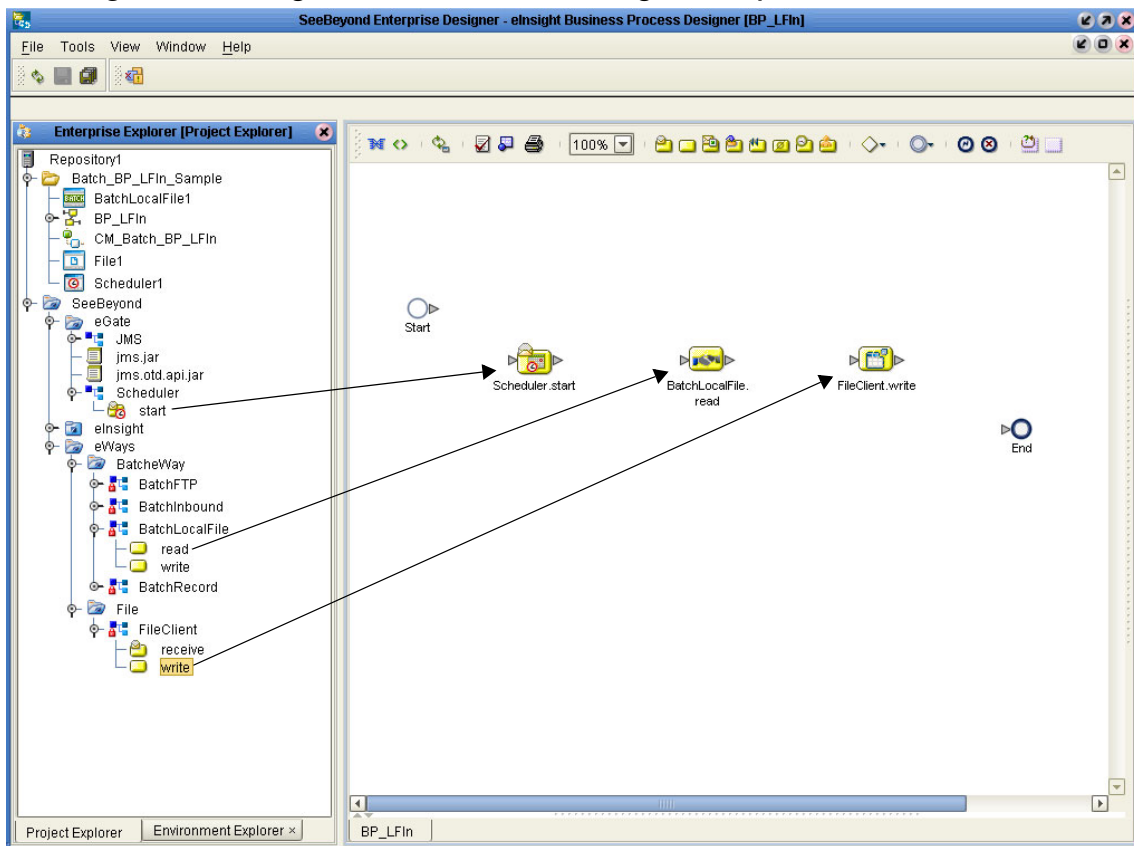 SeeBeyond Enterprise Designer - eInsight Business Process Designer [BP_LFIn]
File Tools View Window Help
Enterprise Explorer [Project Explorer]
Repository1
Batch_BP_LFIn_Sample
BatchLocalFile1
BP_LFIn
CM_Batch_BP_LFIn
File1
Scheduler1
SeeBeyond
eGate
JMS
jms.jar
jms.otd.api.jar
Scheduler
start
eInsight
eWays
BatcheWay
BatchFTP
BatchInbound
BatchLocalFile
read
write
BatchRecord
File
FileClient
receive
write
Project Explorer
Environment Explorer ×
100%
Start
Scheduler.start
BatchLocalFile.
read
FileClient.write
End
BP_LFIn